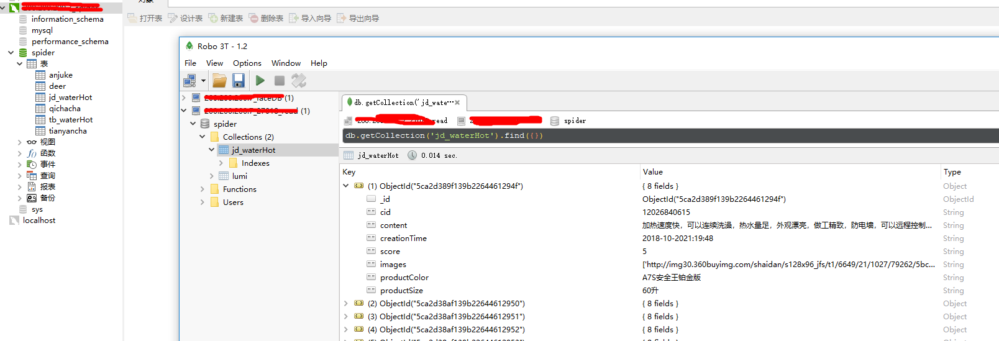 对象
打开表 设计表 新建表 删除表 导入向导 导出向导
information_schema
mysql
performance_schema
spider
表
anjuke
deer
jd_waterHot
qichacha
tb_waterHot
tianyancha
视图
函数
事件
查询
报表
备份
sys
localhost
Robo 3T - 1.2
File View Options Window Help
(1)
(1)
spider
Collections (2)
jd_waterHot
Indexes
lumi
Functions
Users
db.getCollection('jd_wate…
read spider
db.getCollection('jd_waterHot').find({})
jd_waterHot 0.014 sec.
Key Value Type
(1) ObjectId("5ca2d389f139b2264461294f") { 8 fields } Object
_id ObjectId("5ca2d389f139b2264461294f") ObjectId
cid 12026840615 String
content 加热速度快，可以连续洗澡，热水量足，外观漂亮，做工精致，防电墙，可以远程控制... String
creationTime 2018-10-2021:19:48 String
score 5 String
images ['http://img30.360buyimg.com/shaidan/s128x96_jfs/t1/6649/21/1027/79262/5bc... String
productColor A7S安全王铂金版 String
productSize 60升 String
(2) ObjectId("5ca2d38af139b22644612950") { 8 fields } Object
(3) ObjectId("5ca2d38af139b22644612951") { 8 fields } Object
(4) ObjectId("5ca2d38af139b22644612952") { 8 fields } Object